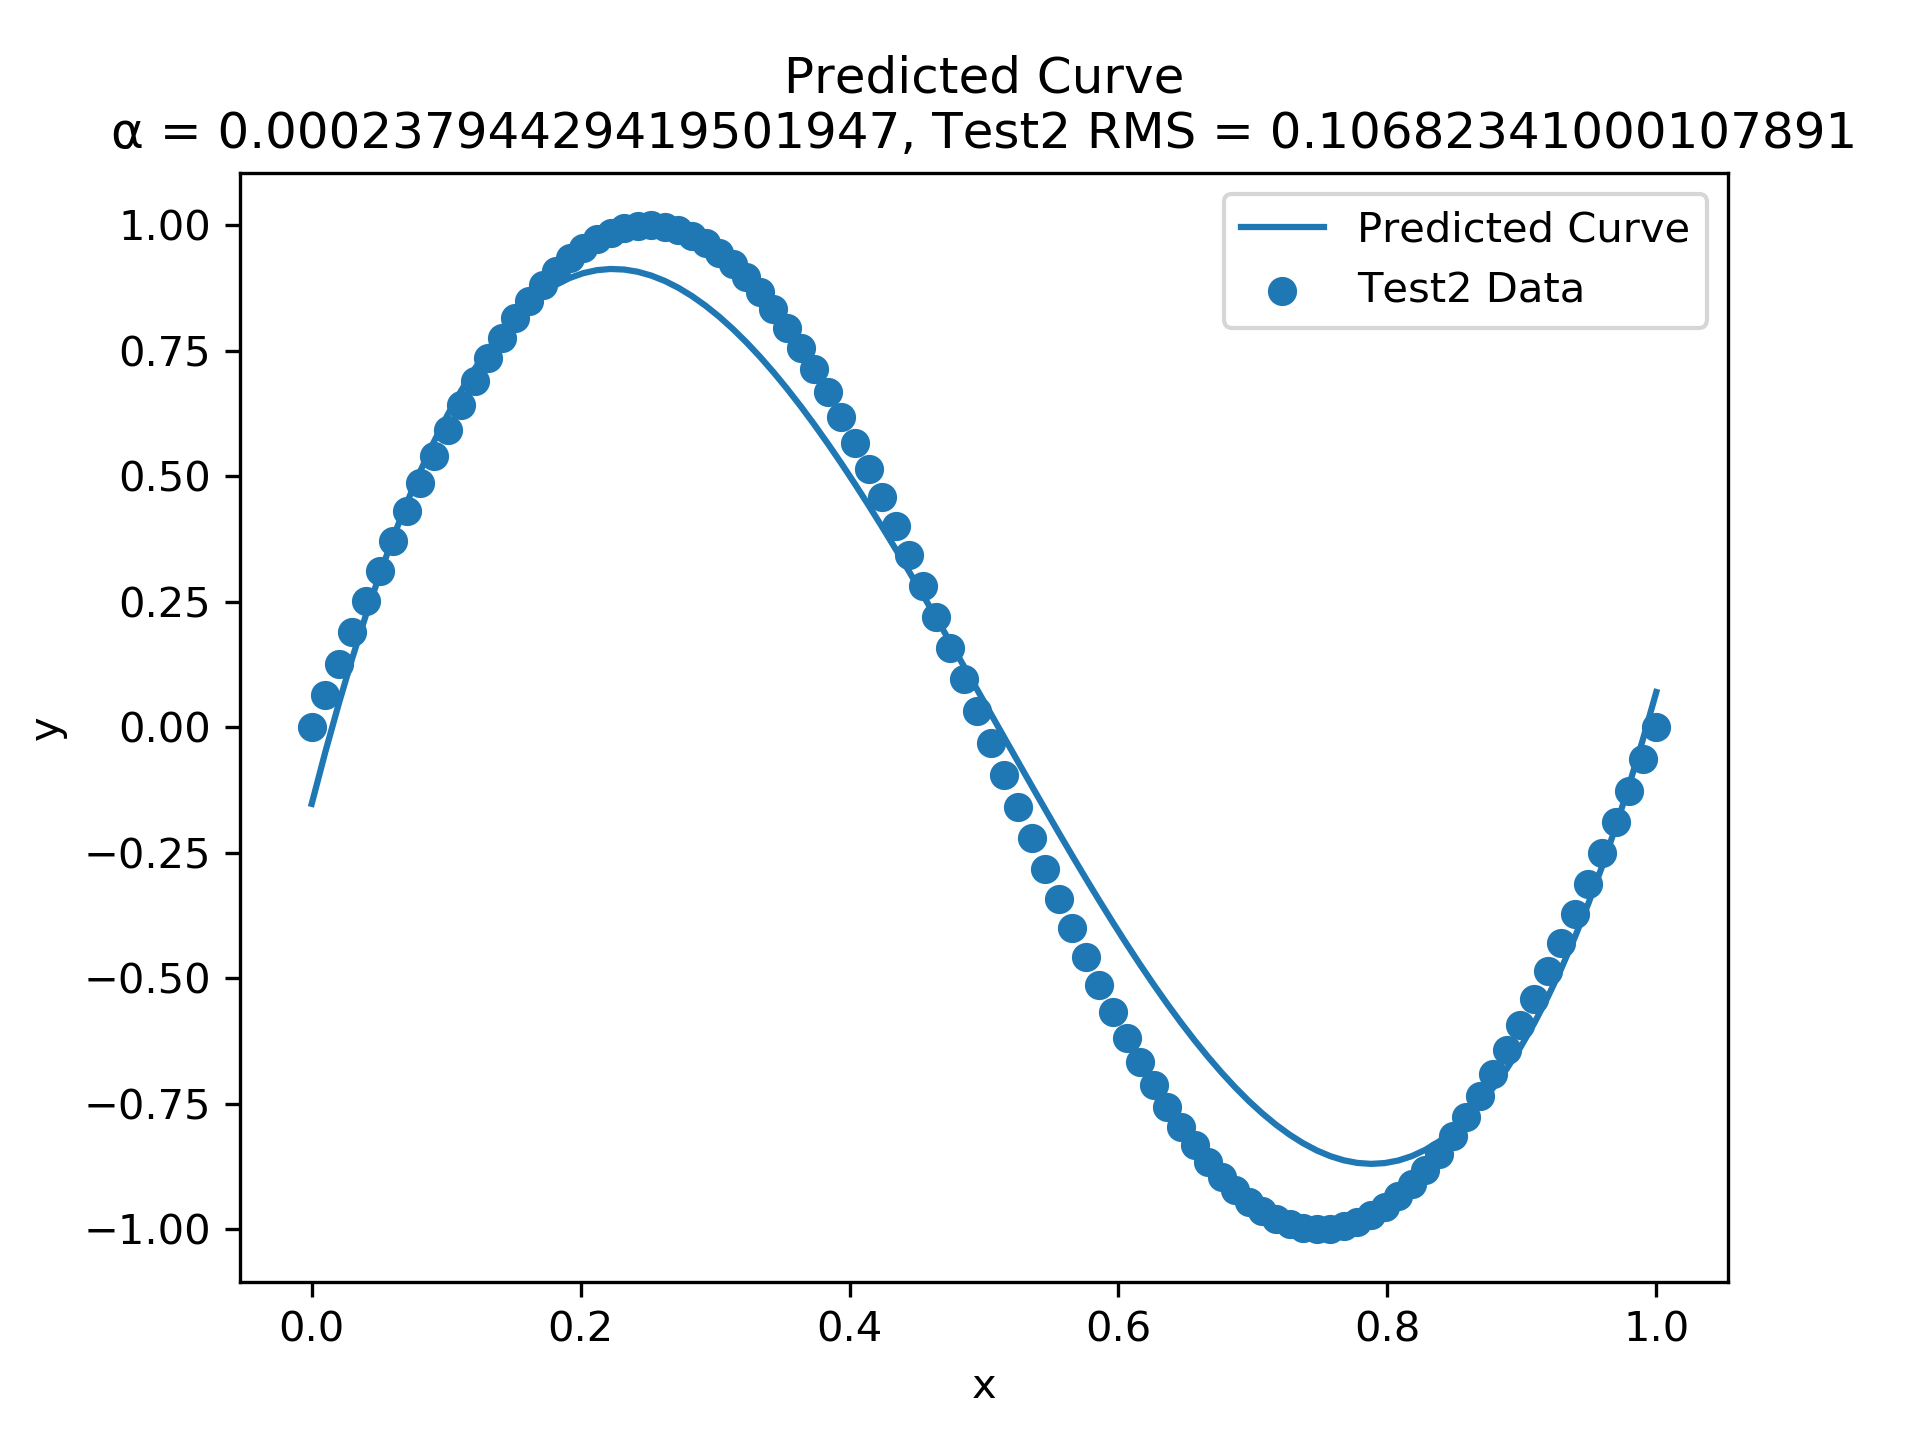 Predicted Curve
α = 0.00023794429419501947, Test2 RMS = 0.10682341000107891
Predicted Curve
Test2 Data
1.00
0.75
0.50
0.25
0.00
−0.25
−0.50
−0.75
−1.00
y
0.0 0.2 0.4 0.6 0.8 1.0
x